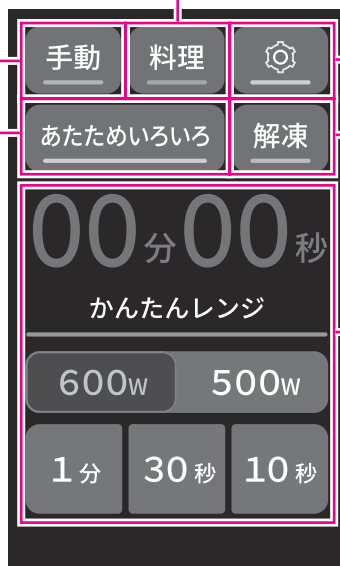 手動 料理
あたためいろいろ 解凍
00分00秒
かんたんレンジ
600W 500W
1分 30秒 10秒